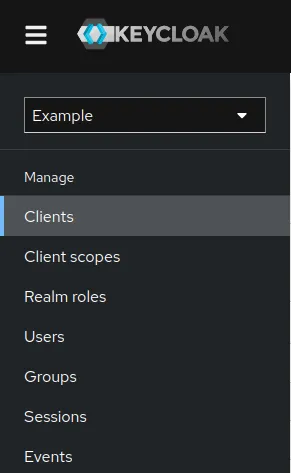 KEYCLOAK
Example
Manage
Clients
Client scopes
Realm roles
Users
Groups
Sessions
Events